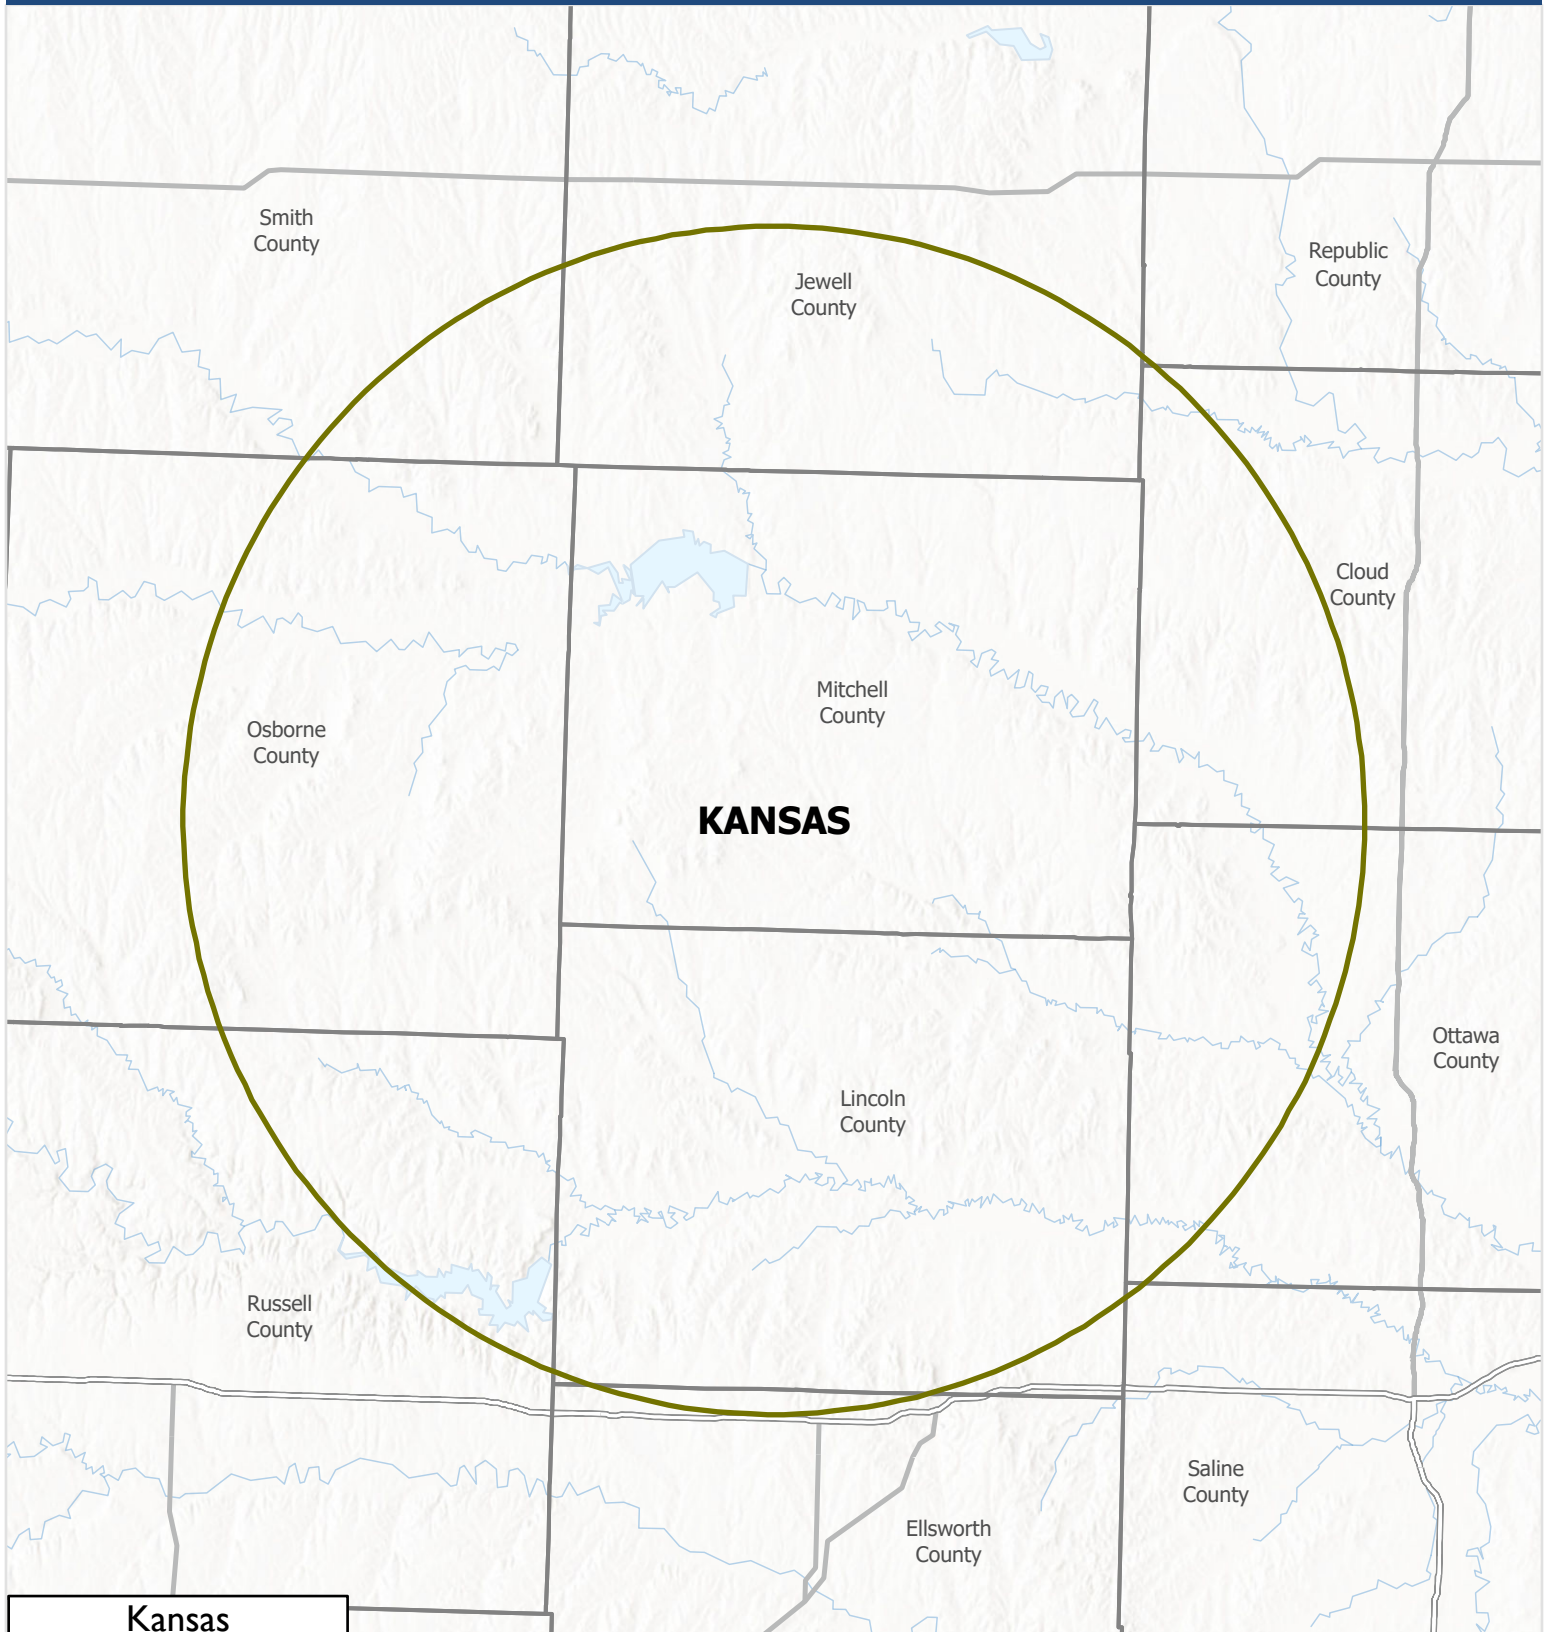 Smith
County
Republic
County
Jewell
County
Cloud
County
Mitchell
County
Osborne
County
KANSAS
Ottawa
County
Lincoln
County
Russell
County
Saline
County
Ellsworth
County
Kansas